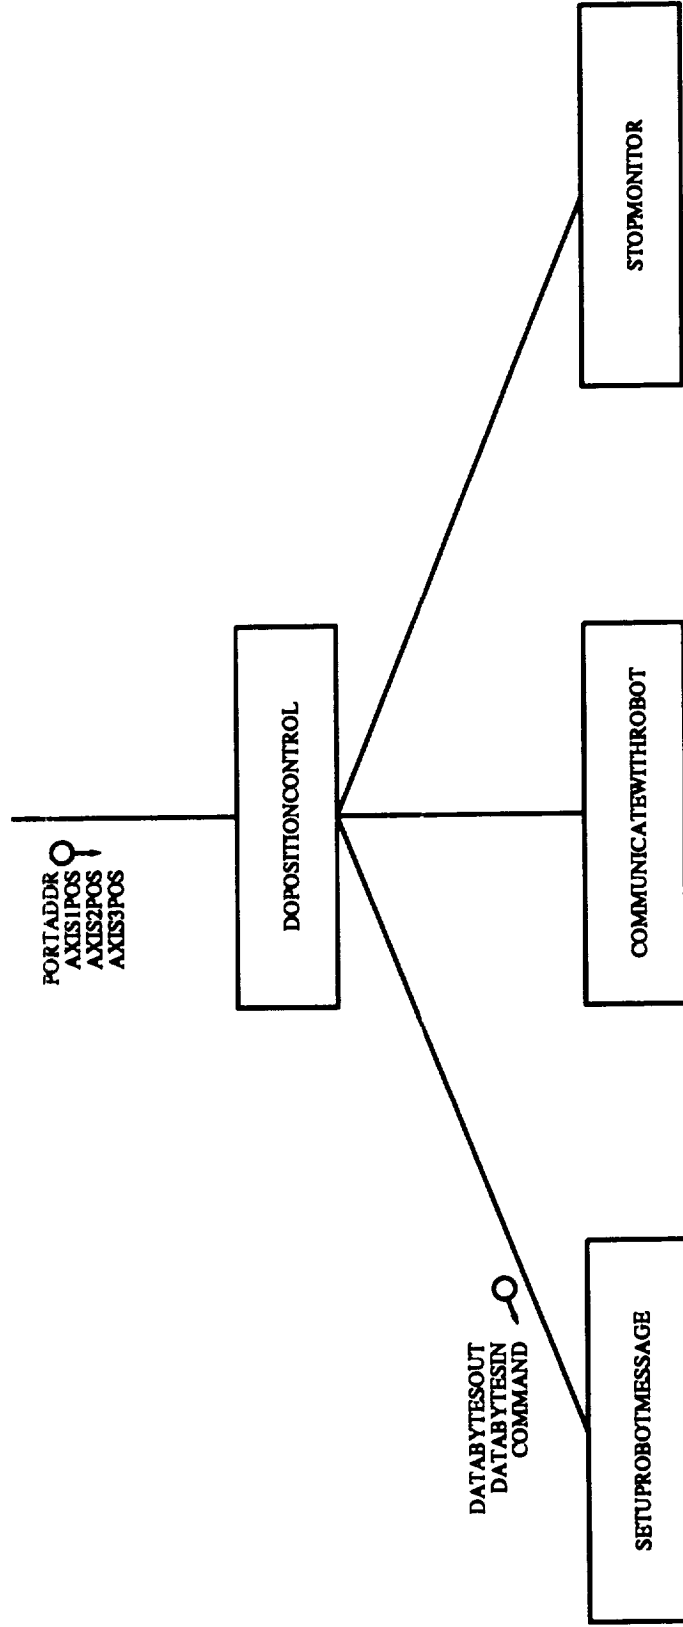 PORTADDR
AXIS1POS
AXIS2POS
AXIS3POS
DOPOSITIONCONTROL
DATABYTESOUT
DATABYTESIN
COMMAND
SETUPROBOTMESSAGE
COMMUNICATEWITHROBOT
STOPMONITOR